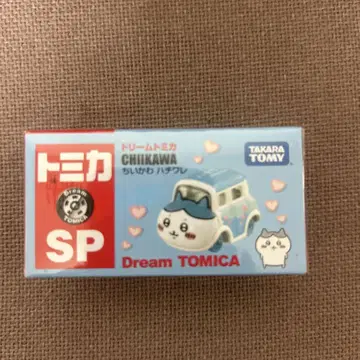 トミカ
Dream
TOMICA
SP
ドリームトミカ
CHIIKAWA
ちいかわ ハチワレ
Dream TOMICA
TAKARA
TOMY